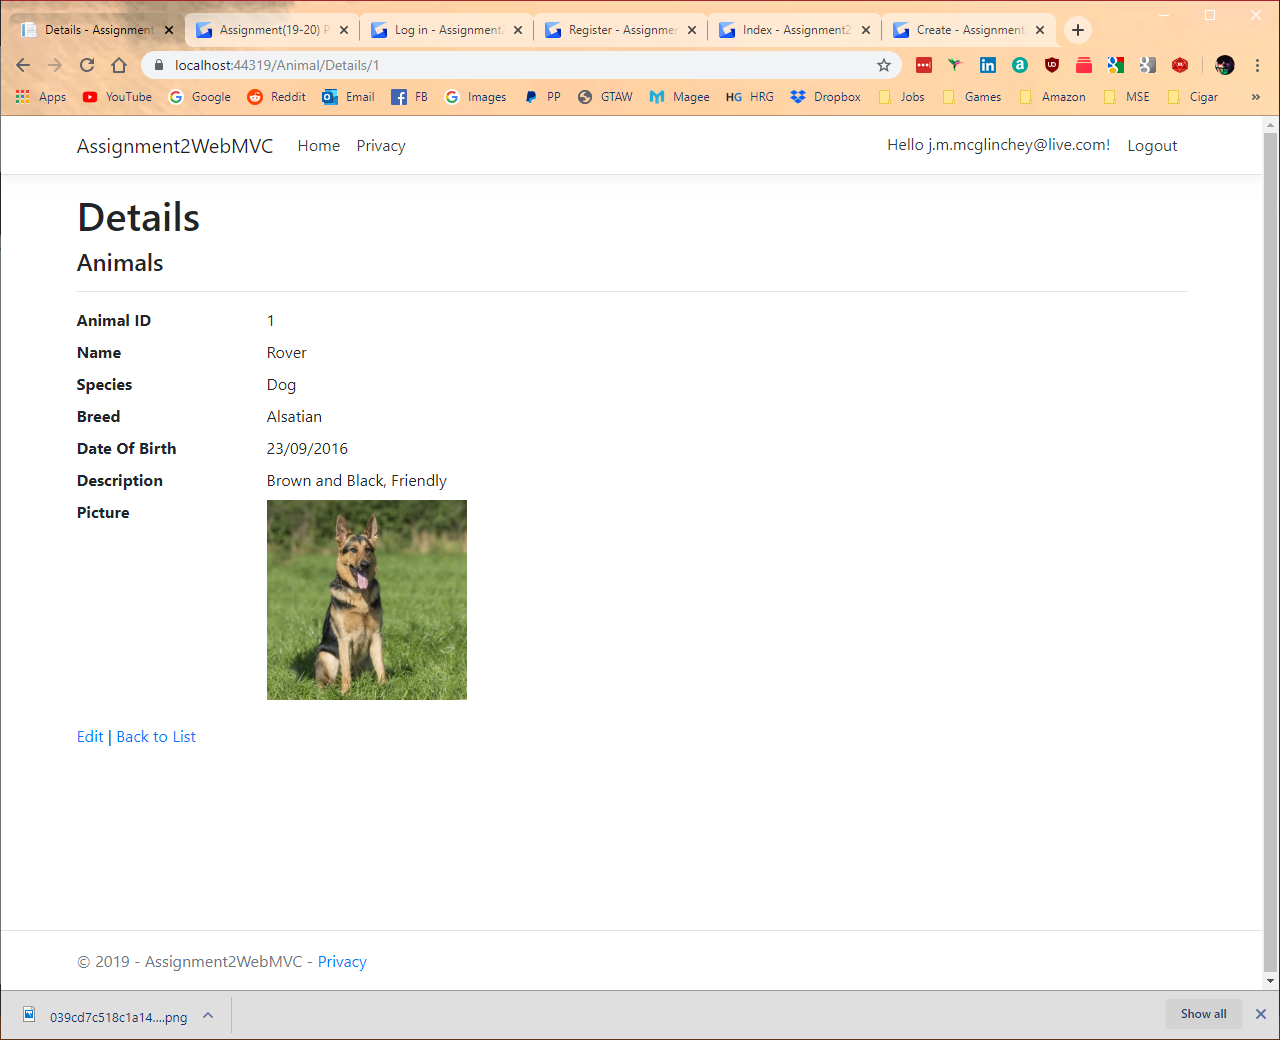 Details - Assignment
Assignment(19-20) P
Log in - Assignment
Register - Assignmen
Index - Assignment2
Create - Assignment
localhost:44319/Animal/Details/1
Apps YouTube Google Reddit Email FB Images PP GTAW Magee HG HRG Dropbox Jobs Games Amazon MSE Cigar »
Assignment2WebMVC Home Privacy Hello j.m.mcglinchey@live.com! Logout
Details
Animals
Animal ID 1
Name Rover
Species Dog
Breed Alsatian
Date Of Birth 23/09/2016
Description Brown and Black, Friendly
Picture
Edit | Back to List
© 2019 - Assignment2WebMVC - Privacy
039cd7c518c1a14....png Show all